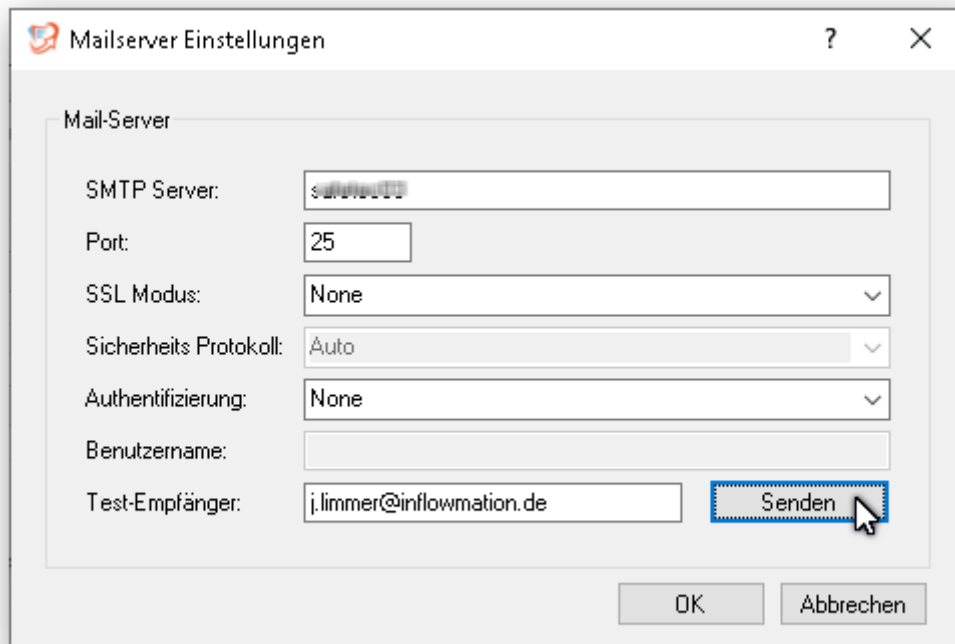 Mailserver Einstellungen
Mail-Server
SMTP Server:
Port: 25
SSL Modus: None
Sicherheits Protokoll: Auto
Authentifizierung: None
Benutzername:
Test-Empfänger: j.limmer@inflowmation.de Senden
OK Abbrechen